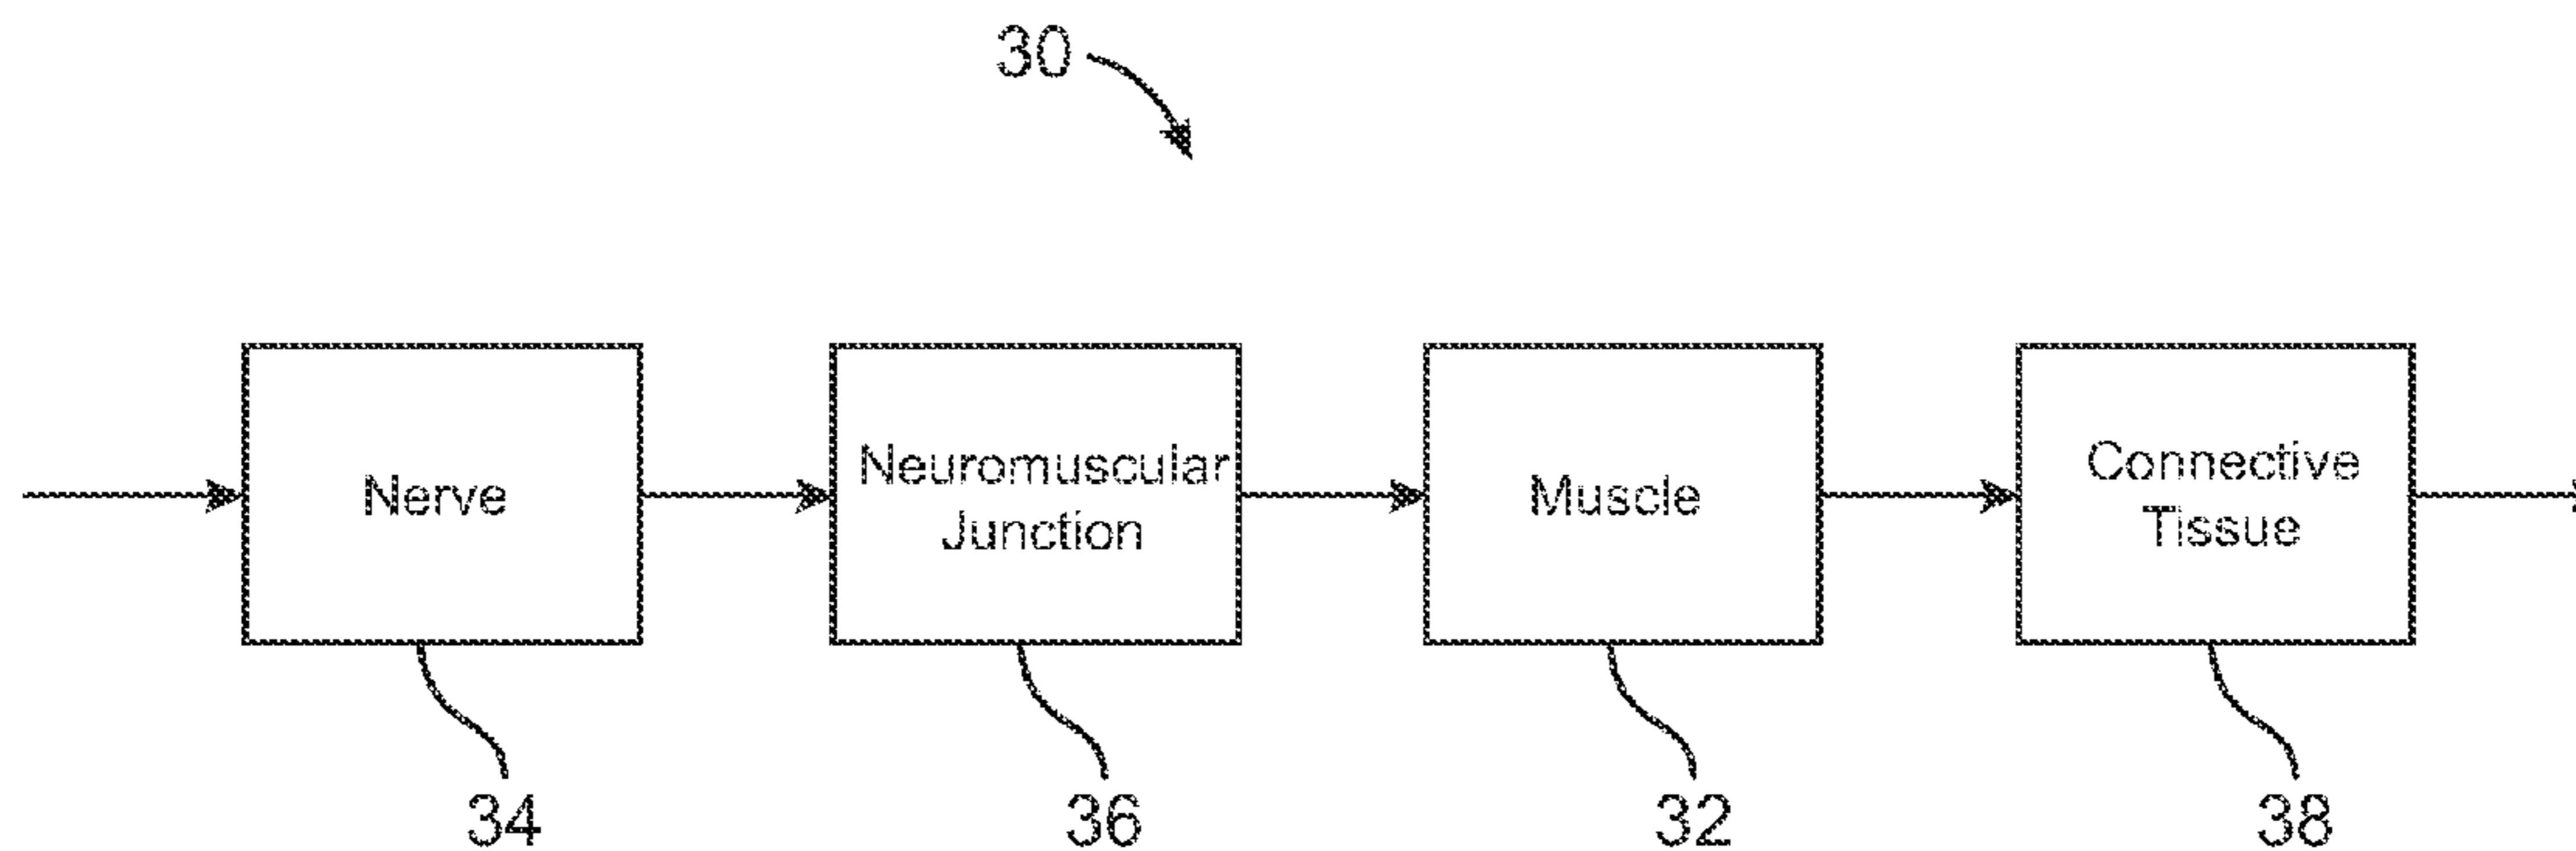 30
Nerve
Neuromuscular
Junction
Muscle
Connective
Tissue
34
36
32
38